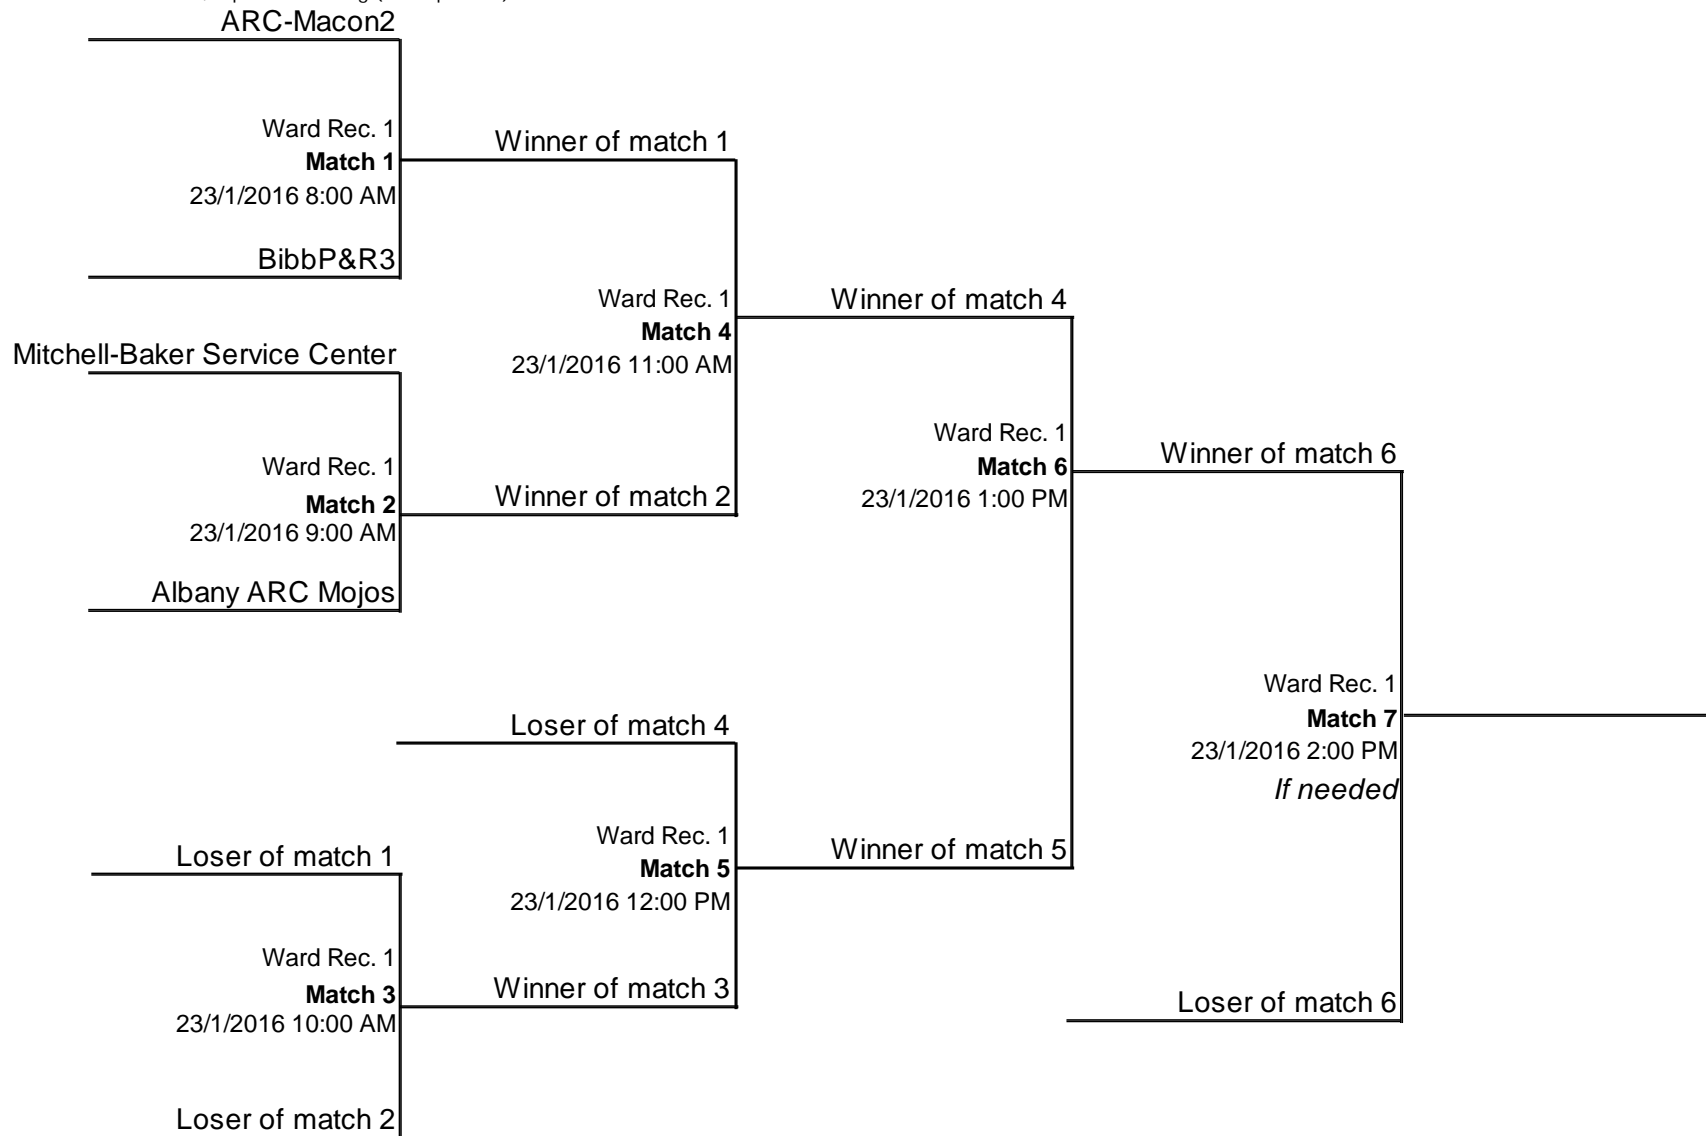 ARC-Macon2
Ward Rec. 1
Match 1
23/1/2016 8:00 AM
BibbP&R3
Winner of match 1
Mitchell-Baker Service Center
Ward Rec. 1
Match 2
23/1/2016 9:00 AM
Albany ARC Mojos
Winner of match 2
Ward Rec. 1
Match 4
23/1/2016 11:00 AM
Winner of match 4
Ward Rec. 1
Match 6
23/1/2016 1:00 PM
Winner of match 6
Loser of match 4
Ward Rec. 1
Match 5
23/1/2016 12:00 PM
Winner of match 5
Loser of match 1
Ward Rec. 1
Match 3
23/1/2016 10:00 AM
Winner of match 3
Loser of match 2
Ward Rec. 1
Match 7
23/1/2016 2:00 PM
If needed
Loser of match 6